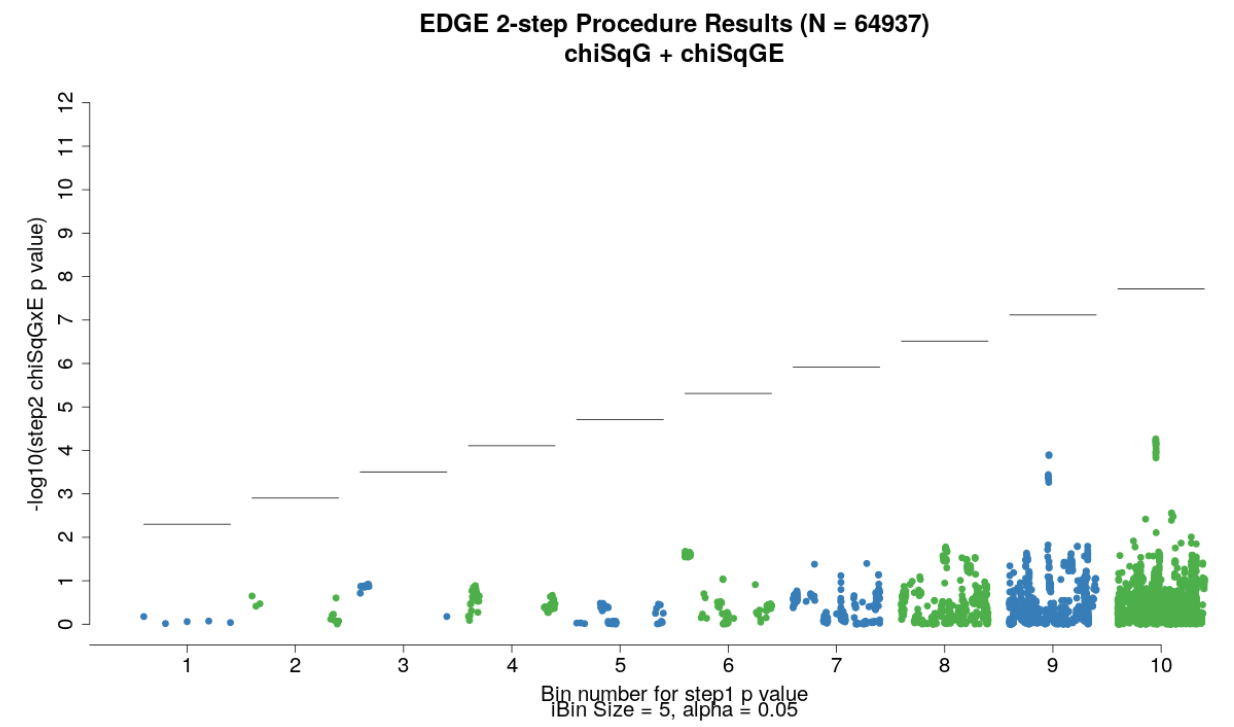 EDGE 2-step Procedure Results (N = 64937)
chiSqG + chiSqGE
-log10(step2 chiSqGxE p value)
12
11
10
9
8
7
6
5
4
3
2
1
0
1 2 3 4 5 6 7 8 9 10
Bin number for step1 p value
iBin Size = 5, alpha = 0.05